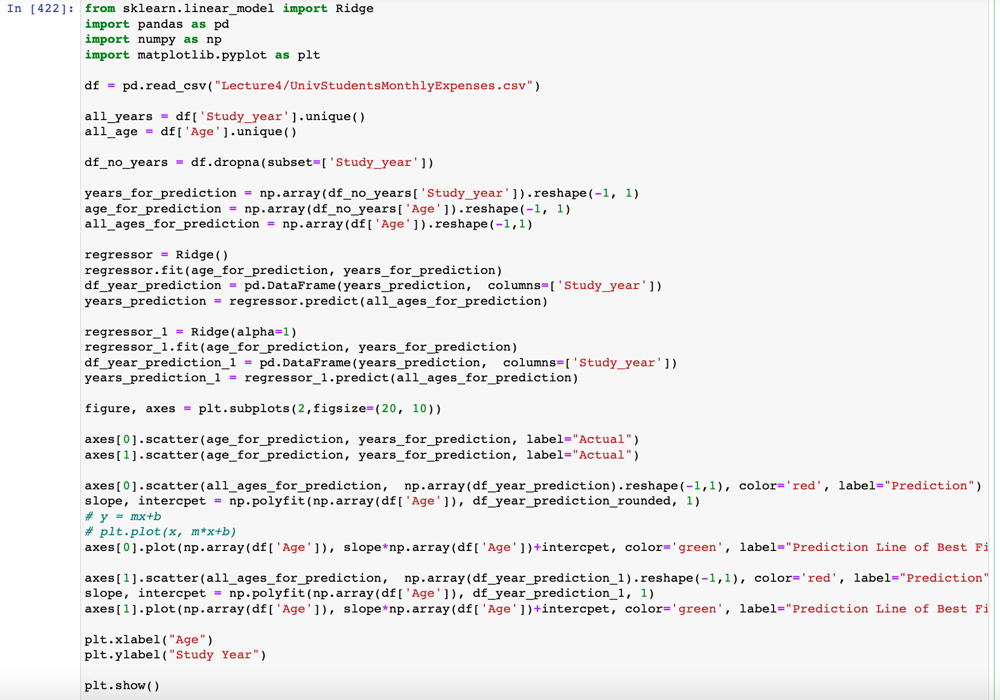 In [422]: from sklearn.linear_model import Ridge
import pandas as pd
import numpy as np
import matplotlib.pyplot as plt
df = pd.read_csv("Lecture4/UnivStudentsMonthlyExpenses.csv")
all_years = df['Study_year'].unique()
all_age = df['Age'].unique()
df_no_years = df.dropna(subset=['Study_year'])
years_for_prediction = np.array(df_no_years['Study_year']).reshape(-1, 1)
age_for_prediction = np.array(df_no_years['Age']).reshape(-1, 1)
all_ages_for_prediction = np.array(df['Age']).reshape(-1,1)
regressor = Ridge()
regressor.fit(age_for_prediction, years_for_prediction)
df_year_prediction = pd.DataFrame(years_prediction,  columns=['Study_year'])
years_prediction = regressor.predict(all_ages_for_prediction)
regressor_1 = Ridge(alpha=1)
regressor_1.fit(age_for_prediction, years_for_prediction)
df_year_prediction_1 = pd.DataFrame(years_prediction,  columns=['Study_year'])
years_prediction_1 = regressor_1.predict(all_ages_for_prediction)
figure, axes = plt.subplots(2,figsize=(20, 10))
axes[0].scatter(age_for_prediction, years_for_prediction, label="Actual")
axes[1].scatter(age_for_prediction, years_for_prediction, label="Actual")
axes[0].scatter(all_ages_for_prediction,  np.array(df_year_prediction).reshape(-1,1), color='red', label="Prediction")
slope, intercpet = np.polyfit(np.array(df['Age']), df_year_prediction_rounded, 1)
# y = mx+b
# plt.plot(x, m*x+b)
axes[0].plot(np.array(df['Age']), slope*np.array(df['Age'])+intercpet, color='green', label="Prediction Line of Best Fi
axes[1].scatter(all_ages_for_prediction,  np.array(df_year_prediction_1).reshape(-1,1), color='red', label="Prediction"
slope, intercpet = np.polyfit(np.array(df['Age']), df_year_prediction_1, 1)
axes[1].plot(np.array(df['Age']), slope*np.array(df['Age'])+intercpet, color='green', label="Prediction Line of Best Fi
plt.xlabel("Age")
plt.ylabel("Study Year")
plt.show()